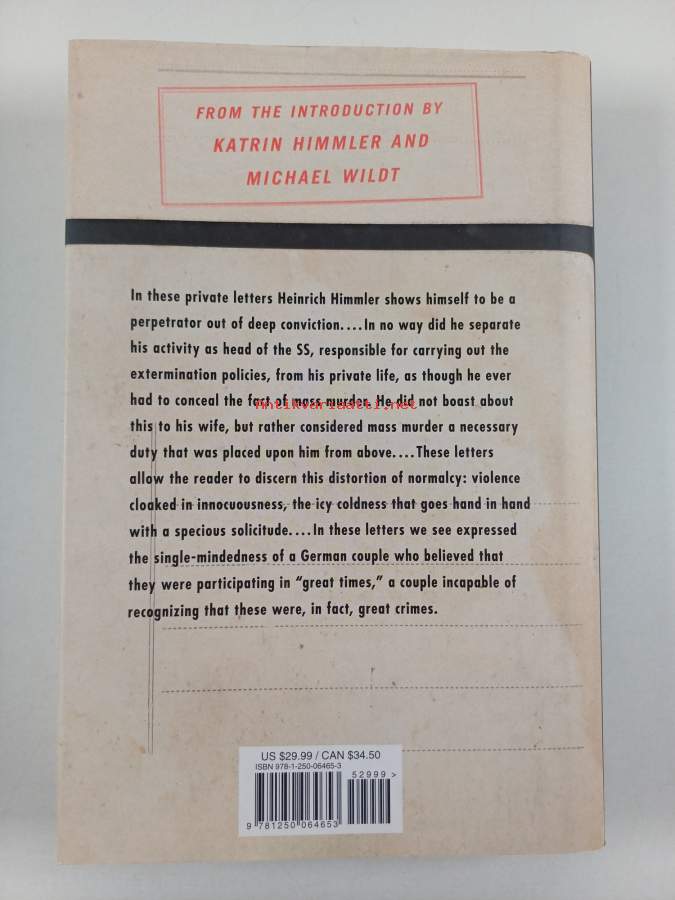 FROM THE INTRODUCTION BY
KATRIN HIMMLER AND
MICHAEL WILDT
In these private letters Heinrich Himmler shows himself to be a
perpetrator out of deep conviction....In no way did he separate
his activity as head of the SS, responsible for carrying out the
extermination policies, from his private life, as though he ever
had to conceal the fact of mass murder. He did not boast about
Antikvariaatti.net
this to his wife, but rather considered mass murder a necessary
duty that was placed upon him from above....These letters
allow the reader to discern this distortion of normalcy: violence
cloaked in innocuousness, the icy coldness that goes hand in hand
with a specious solicitude....In these letters we see expressed
the single-mindedness of a German couple who believed that
they were participating in “great times,” a couple incapable of
recognizing that these were, in fact, great crimes.
US $29.99 / CAN $34.50
ISBN 978-1-250-06465-3
52999>
9 781250 064653